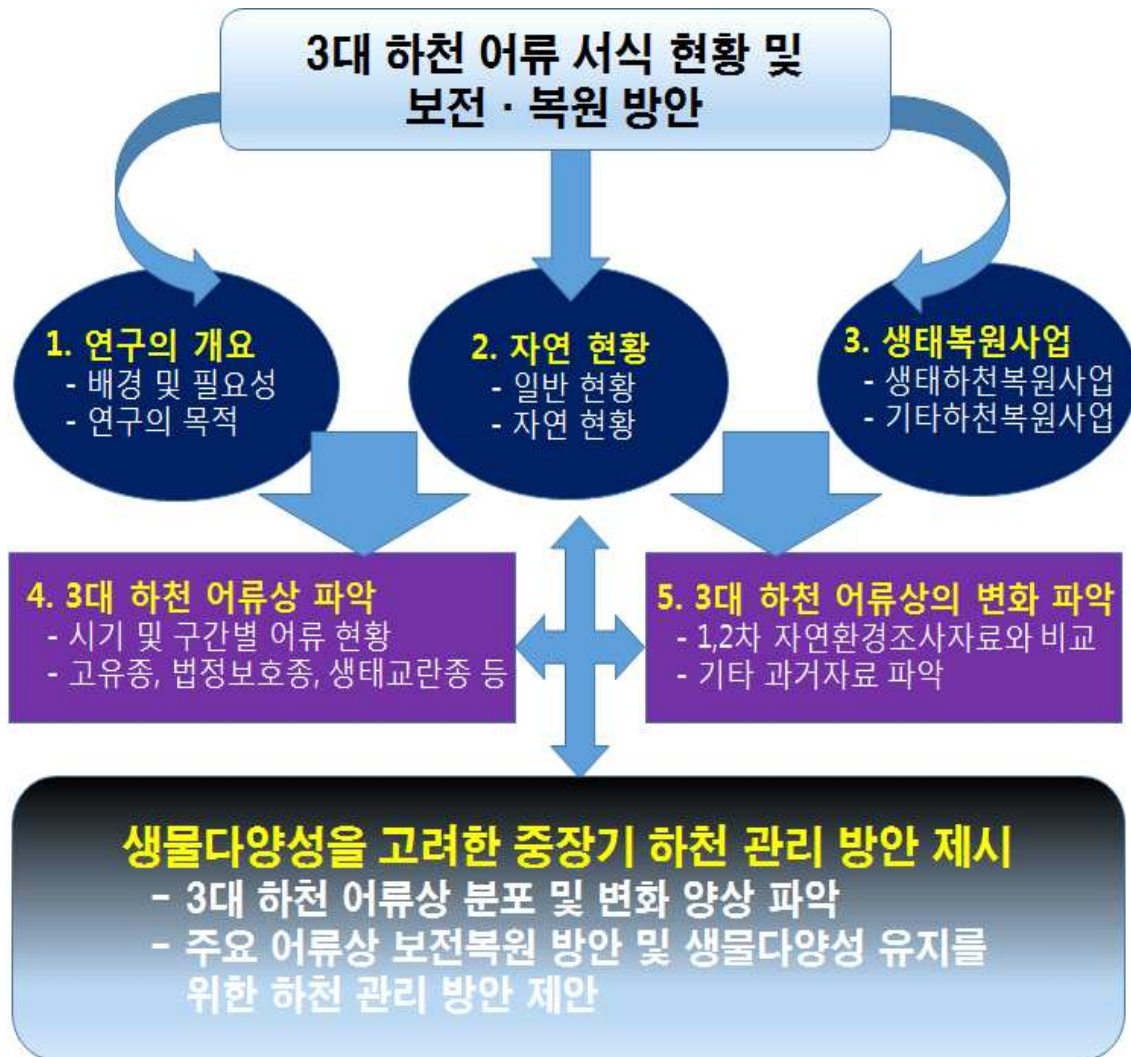 3대 하천 어류 서식 현황 및
보전 · 복원 방안
1. 연구의 개요
- 배경 및 필요성
- 연구의 목적
2. 자연 현황
- 일반 현황
- 자연 현황
3. 생태복원사업
- 생태하천복원사업
- 기타하천복원사업
4. 3대 하천 어류상 파악
- 시기 및 구간별 어류 현황
- 고유종, 법정보호종, 생태교란종 등
5. 3대 하천 어류상의 변화 파악
- 1,2차 자연환경조사자료와 비교
- 기타 과거자료 파악
생물다양성을 고려한 중장기 하천 관리 방안 제시
- 3대 하천 어류상 분포 및 변화 양상 파악
- 주요 어류상 보전복원 방안 및 생물다양성 유지를
위한 하천 관리 방안 제안